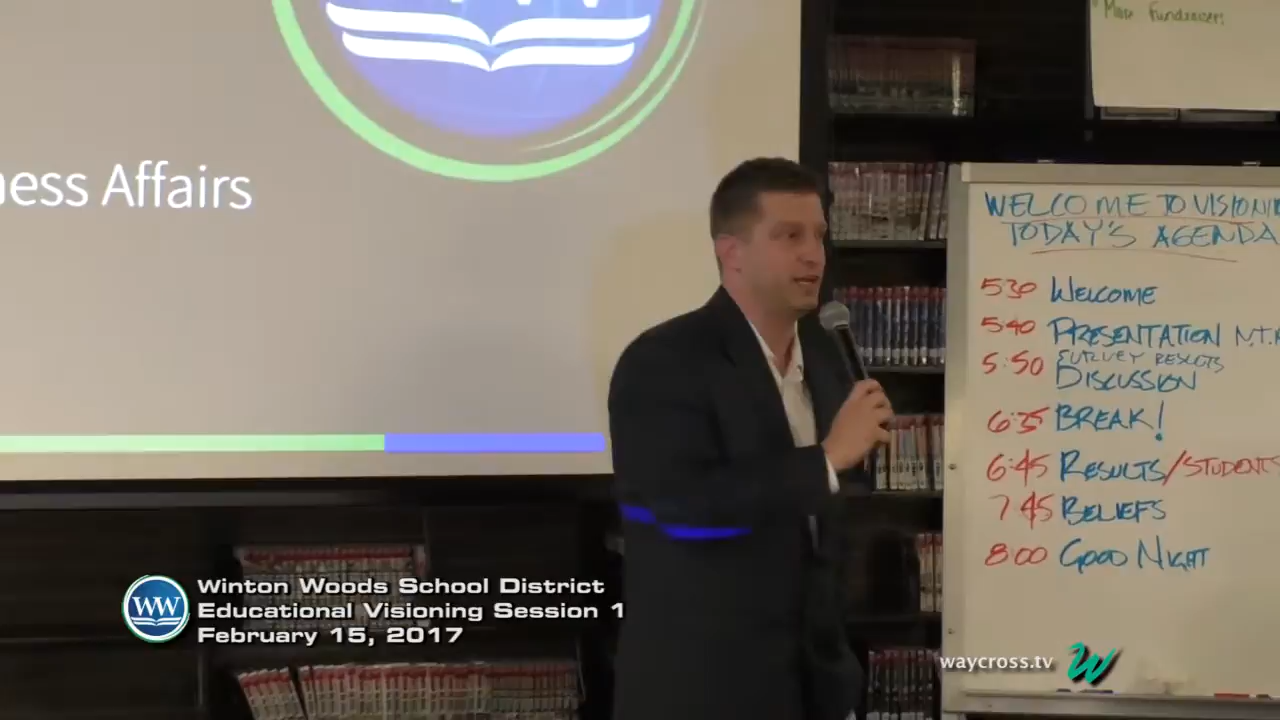 More Fundraisers
ness Affairs
WELCOME TO VISIONI
TODAY'S AGENDA
5:30 WELCOME
5:40 PRESENTATION M.T.
5:50 SURVEY RESULTS
DISCUSSION
6:35 BREAK!
6:45 RESULTS/STUDENTS
7:45 BELIEFS
8:00 GOOD NIGHT
WW
Winton Woods School District
Educational Visioning Session 1
February 15, 2017
waycross.tv W